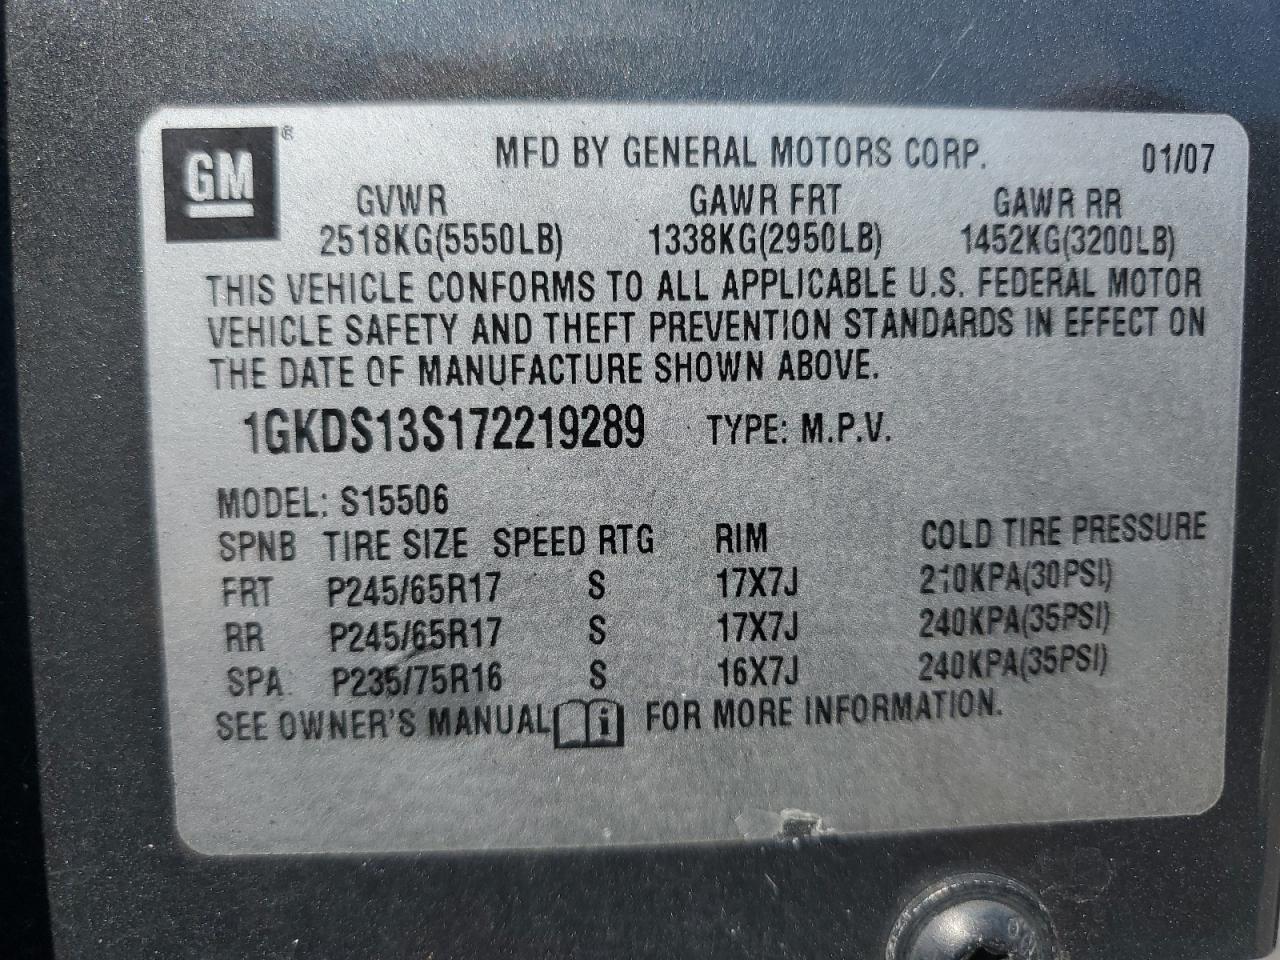 GM ®
MFD BY GENERAL MOTORS CORP. 01/07
GVWR GAWR FRT GAWR RR
2518KG(5550LB) 1338KG(2950LB) 1452KG(3200LB)
THIS VEHICLE CONFORMS TO ALL APPLICABLE U.S. FEDERAL MOTOR
VEHICLE SAFETY AND THEFT PREVENTION STANDARDS IN EFFECT ON
THE DATE OF MANUFACTURE SHOWN ABOVE.
1GKDS13S172219289 TYPE: M.P.V.
MODEL: S15506
SPNB TIRE SIZE SPEED RTG RIM COLD TIRE PRESSURE
FRT P245/65R17 S 17X7J 210KPA(30PSI)
RR P245/65R17 S 17X7J 240KPA(35PSI)
SPA P235/75R16 S 16X7J 240KPA(35PSI)
SEE OWNER'S MANUAL i FOR MORE INFORMATION.